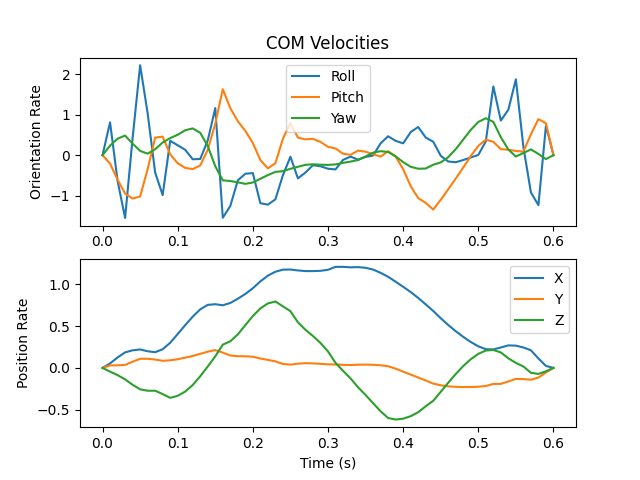 COM Velocities
Orientation Rate
2
1
0
−1
Roll
Pitch
Yaw
0.0 0.1 0.2 0.3 0.4 0.5 0.6
Position Rate
1.0
0.5
0.0
−0.5
X
Y
Z
0.0 0.1 0.2 0.3 0.4 0.5 0.6
Time (s)